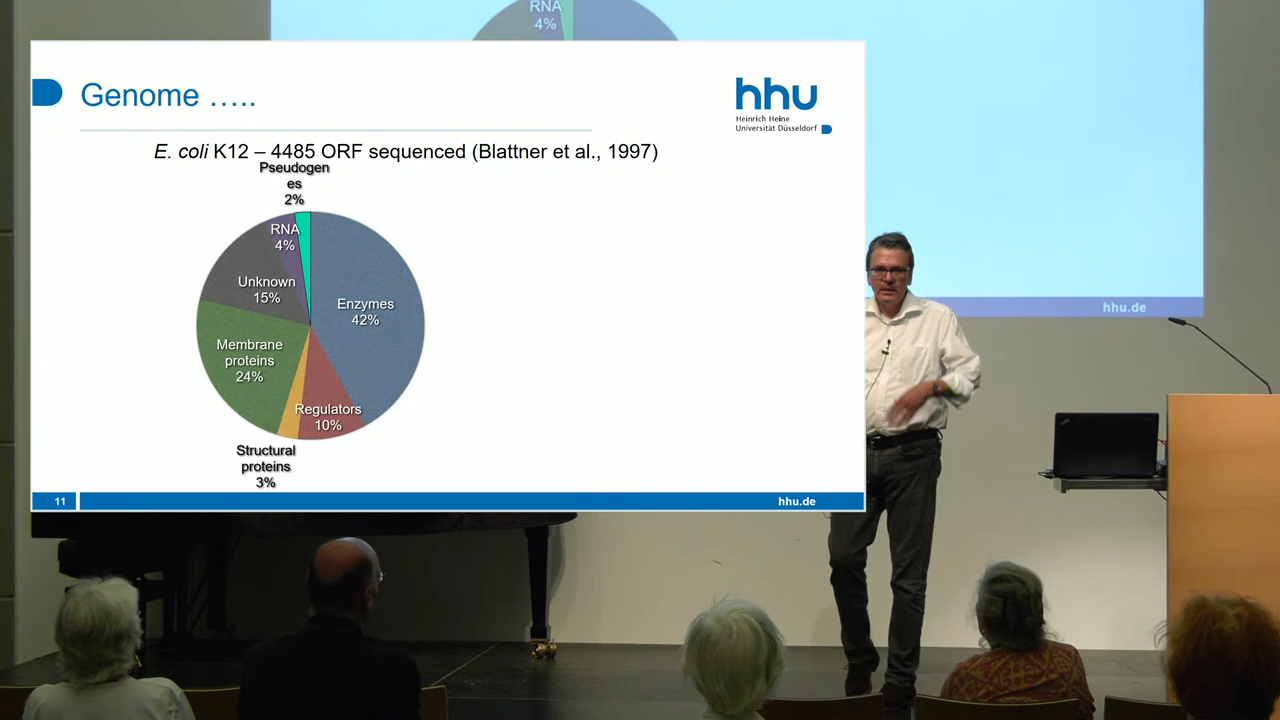 RNA
4%
Genome .....
hhu
Heinrich Heine
Universität Düsseldorf
E. coli K12 – 4485 ORF sequenced (Blattner et al., 1997)
Pseudogen
es
2%
RNA
4%
Unknown
15%
Enzymes
42%
Membrane
proteins
24%
Regulators
10%
Structural
proteins
3%
11
hhu.de
hhu.de